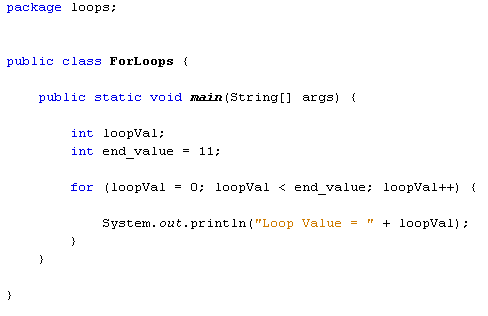 package loops;
public class ForLoops {
public static void main(String[] args) {
int loopVal;
int end_value = 11;
for (loopVal = 0; loopVal < end_value; loopVal++) {
System.out.println("Loop Value = " + loopVal);
}
}
}